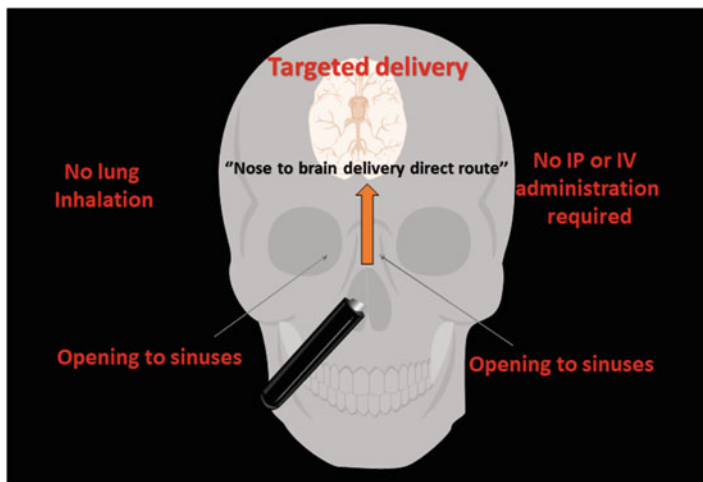 Targeted delivery
"Nose to brain delivery direct route"
No lung
Inhalation
No IP or IV
administration
required
Opening to sinuses
Opening to sinuses